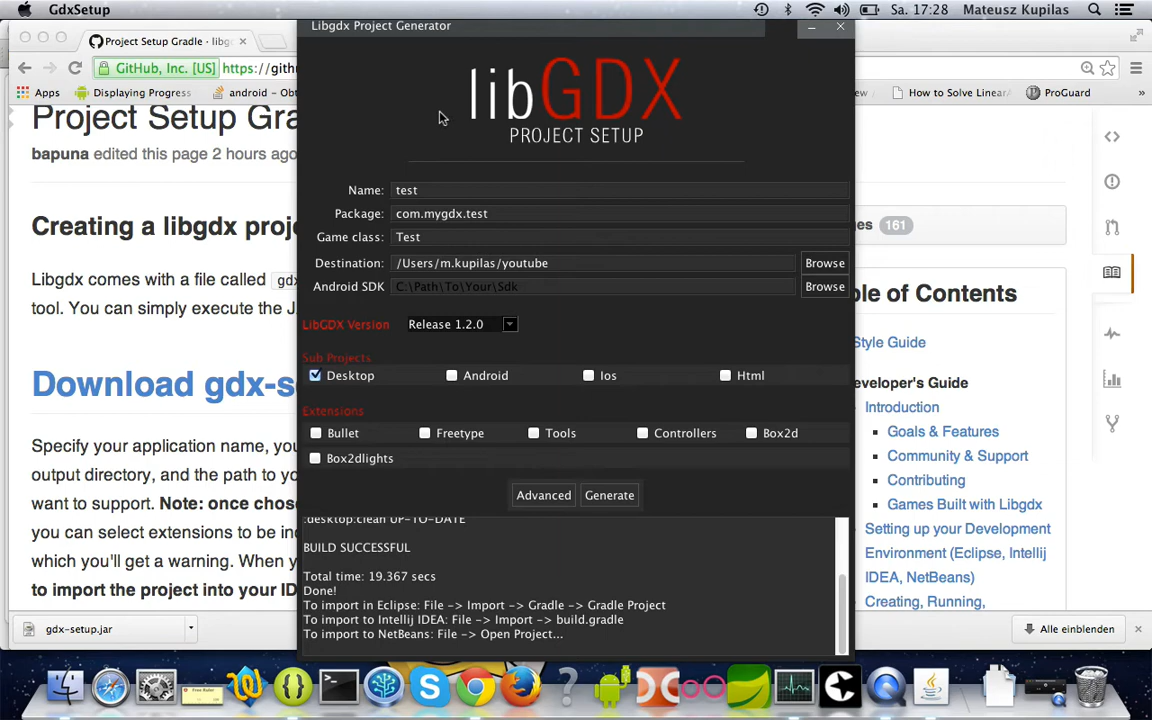 GdxSetup
Sa. 17:28 Mateusz Kupilas
Project Setup Gradle · libg
GitHub, Inc. [US] https://gith
Apps Displaying Progress android - Obt
How to Solve LinearA ProGuard »
Project Setup Gra
bapuna edited this page 2 hours ago
Creating a libgdx proj
Libgdx comes with a file called gdx
tool. You can simply execute the J
Download gdx-se
Specify your application name, you
output directory, and the path to yo
want to support. Note: once chose
you can select extensions to be in
which you'll get a warning. When y
to import the project into your ID
Libgdx Project Generator
libGDX
PROJECT SETUP
Name: test
Package: com.mygdx.test
Game class: Test
Destination: /Users/m.kupilas/youtube Browse
Android SDK C:\Path\To\Your\Sdk Browse
LibGDX Version Release 1.2.0
Sub Projects
Desktop Android Ios Html
Extensions
Bullet Freetype Tools Controllers Box2d
Box2dlights
Advanced Generate
:desktop:clean UP-TO-DATE
BUILD SUCCESSFUL
Total time: 19.367 secs
Done!
To import in Eclipse: File -> Import -> Gradle -> Gradle Project
To import to Intellij IDEA: File -> Import -> build.gradle
To import to NetBeans: File -> Open Project...
ges 161
le of Contents
Style Guide
eveloper's Guide
Introduction
Goals & Features
Community & Support
Contributing
Games Built with Libgdx
Setting up your Development
Environment (Eclipse, Intellij
IDEA, NetBeans)
Creating, Running,
gdx-setup.jar
Alle einblenden